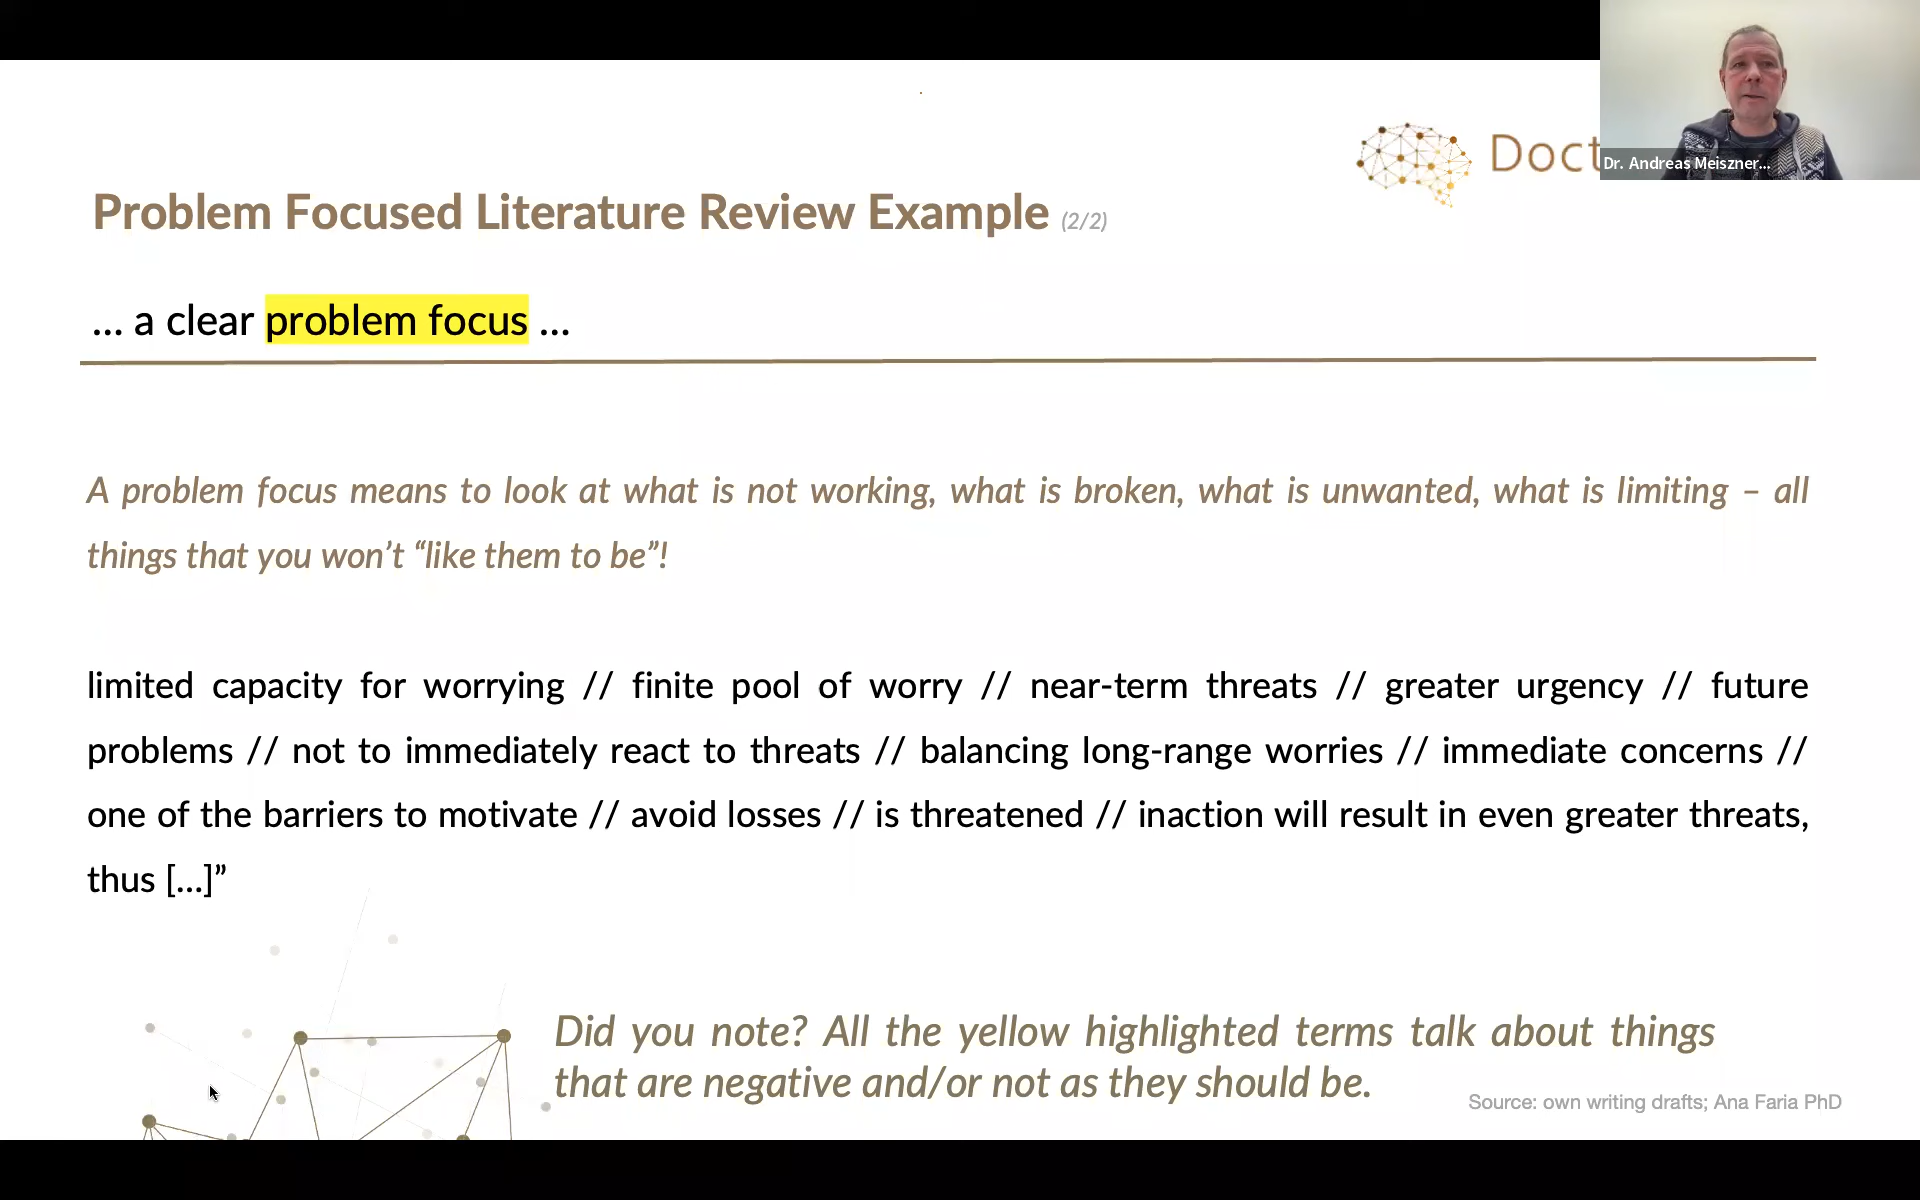 Doct
Dr. Andreas Meiszner...
Problem Focused Literature Review Example (2/2)
... a clear problem focus ...
A problem focus means to look at what is not working, what is broken, what is unwanted, what is limiting – all
things that you won’t “like them to be”!
limited capacity for worrying // finite pool of worry // near-term threats // greater urgency // future
problems // not to immediately react to threats // balancing long-range worries // immediate concerns //
one of the barriers to motivate // avoid losses // is threatened // inaction will result in even greater threats,
thus [...]”
Did you note? All the yellow highlighted terms talk about things
that are negative and/or not as they should be.
Source: own writing drafts; Ana Faria PhD